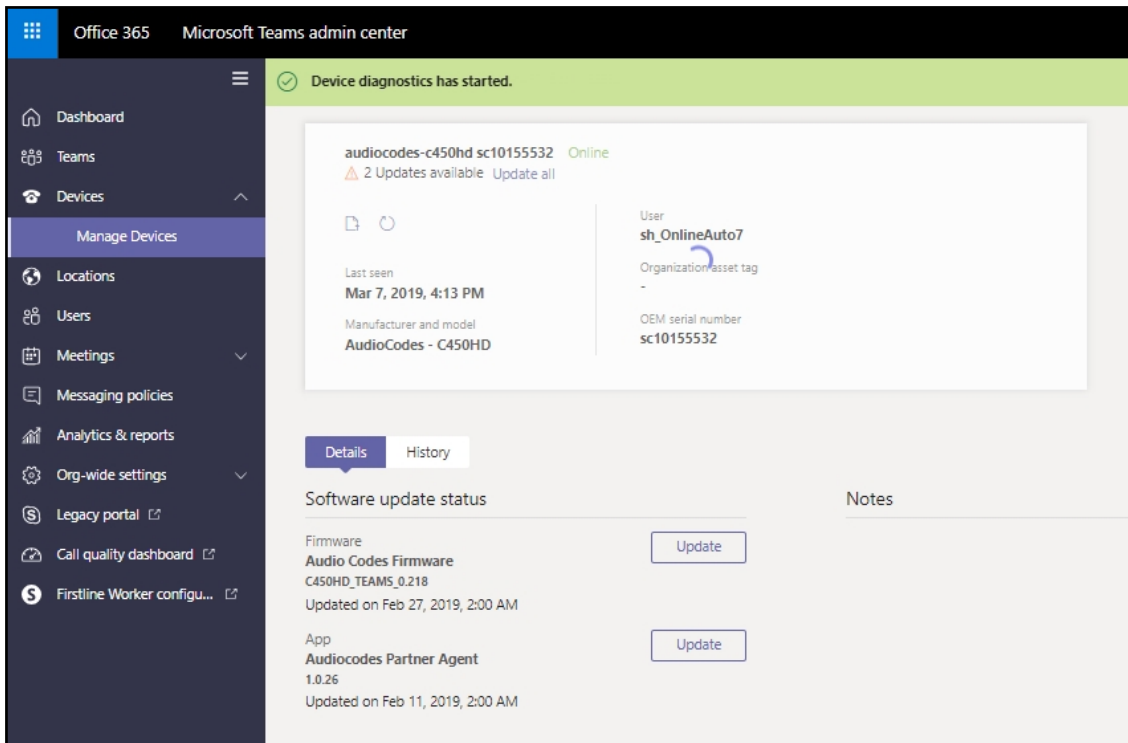 Office 365 Microsoft Teams admin center
Device diagnostics has started.
Dashboard
Teams
Devices
Manage Devices
Locations
Users
Meetings
Messaging policies
Analytics & reports
Org-wide settings
Legacy portal
Call quality dashboard
Firstline Worker configu...
audiocodes-c450hd sc10155532 Online
2 Updates available Update all
Last seen
Mar 7, 2019, 4:13 PM
Manufacturer and model
AudioCodes - C450HD
User
sh_OnlineAuto7
Organization asset tag
-
OEM serial number
sc10155532
Details History
Software update status
Firmware
Audio Codes Firmware
C450HD_TEAMS_0.218
Updated on Feb 27, 2019, 2:00 AM
Update
App
Audiocodes Partner Agent
1.0.26
Updated on Feb 11, 2019, 2:00 AM
Update
Notes